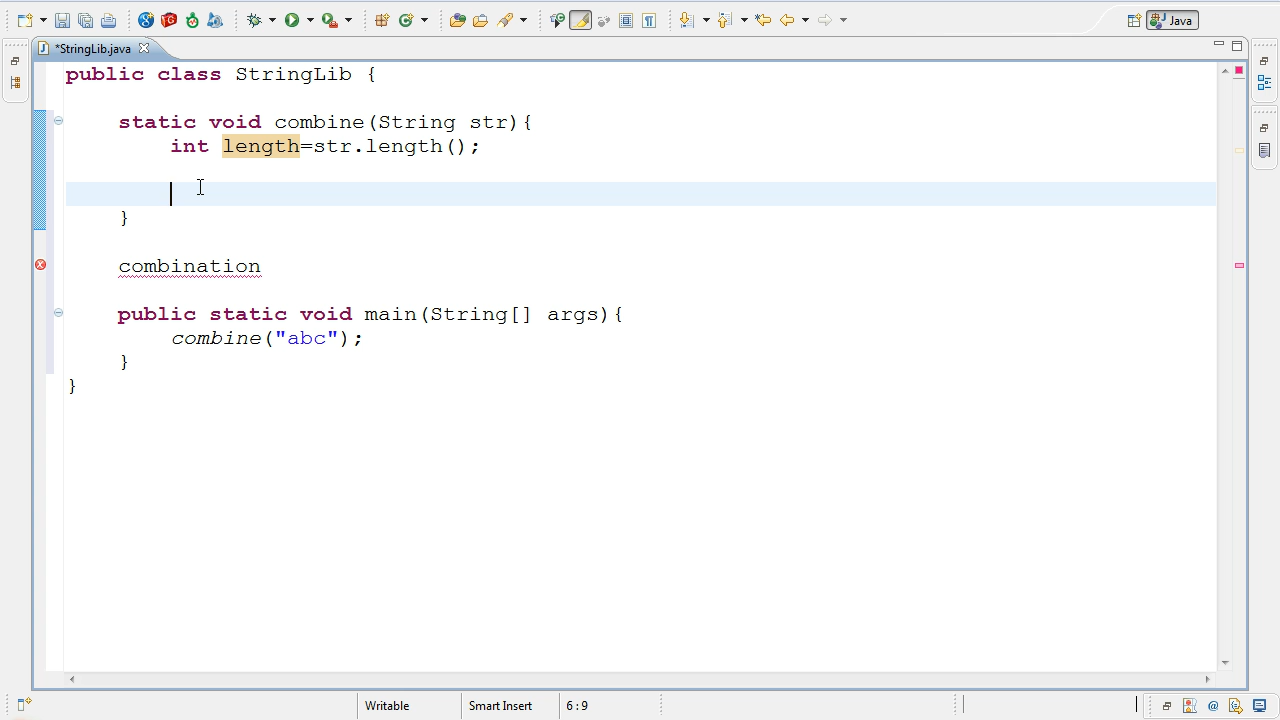 Java
*StringLib.java
public class StringLib {
static void combine(String str){
int length=str.length();
}
combination
public static void main(String[] args){
combine("abc");
}
}
Writable
Smart Insert
6 : 9